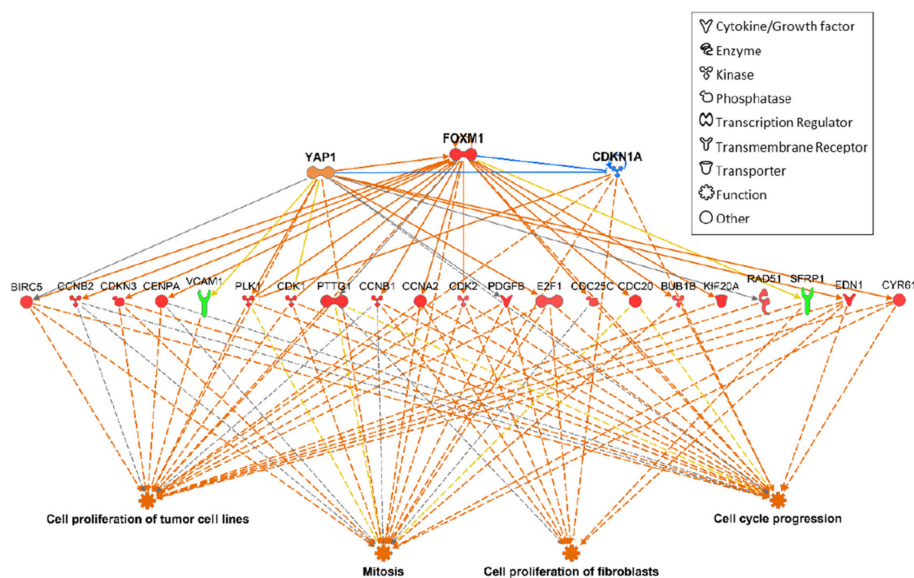 Cytokine/Growth factor
Enzyme
Kinase
Phosphatase
Transcription Regulator
Transmembrane Receptor
Transporter
Function
Other
FOXM1
YAP1
CDKN1A
BIRC5
CCNB2
CDKN3
CENPA
VCAM1
PLK1
CDK1
PTTG1
CCNB1
CCNA2
CDK2
PDGFB
E2F1
CDC25C
CDC20
BUB1B
KIF20A
RAD51
SFRP1
EDN1
CYR61
Cell proliferation of tumor cell lines
Cell cycle progression
Mitosis
Cell proliferation of fibroblasts